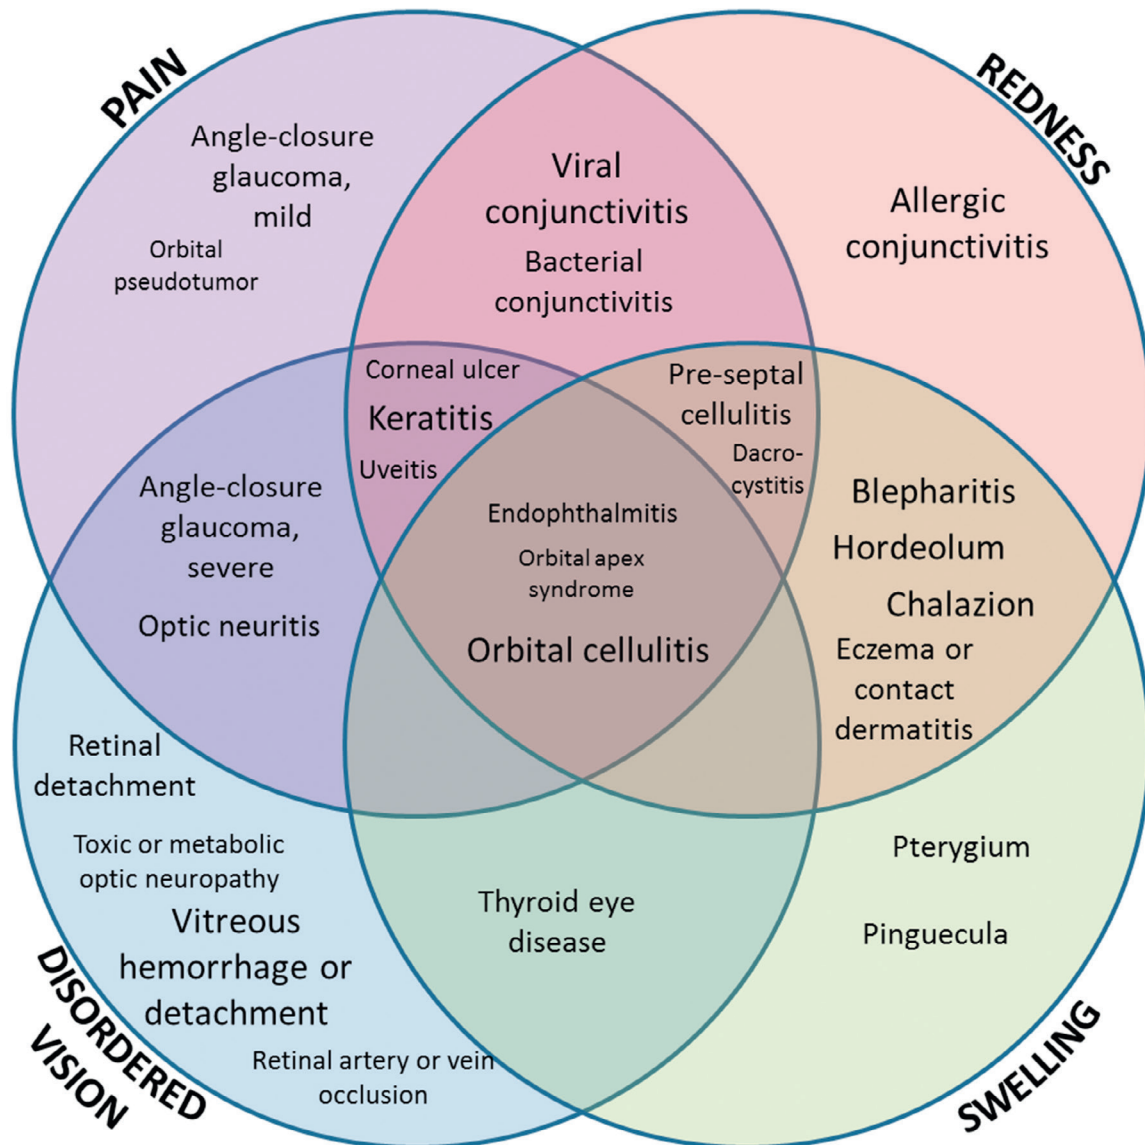 PAIN
REDNESS
Angle-closure
glaucoma,
mild
Orbital
pseudotumor
Viral
conjunctivitis
Bacterial
conjunctivitis
Allergic
conjunctivitis
Corneal ulcer
Keratitis
Uveitis
Pre-septal
cellulitis
Dacro-
cystitis
Angle-closure
glaucoma,
severe
Optic neuritis
Endophthalmitis
Orbital apex
syndrome
Orbital cellulitis
Blepharitis
Hordeolum
Chalazion
Eczema or
contact
dermatitis
Retinal
detachment
Toxic or metabolic
optic neuropathy
Vitreous
hemorrhage or
detachment
Retinal artery or vein
occlusion
Thyroid eye
disease
Pterygium
Pinguecula
DISORDERED
VISION
SWELLING